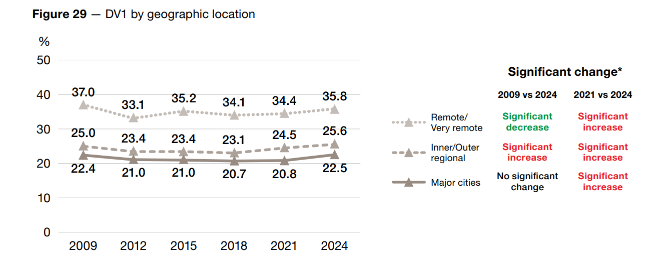 Figure 29 — DV1 by geographic location
%
50
40
30
20
10
0
37.0 33.1 35.2 34.1 34.4 35.8
25.0 23.4 23.4 23.1 24.5 25.6
22.4 21.0 21.0 20.7 20.8 22.5
2009 2012 2015 2018 2021 2024
Significant change*
2009 vs 2024 2021 vs 2024
Remote/
Very remote
Significant
decrease
Significant
increase
Inner/Outer
regional
Significant
increase
Significant
increase
Major cities
No significant
change
Significant
increase